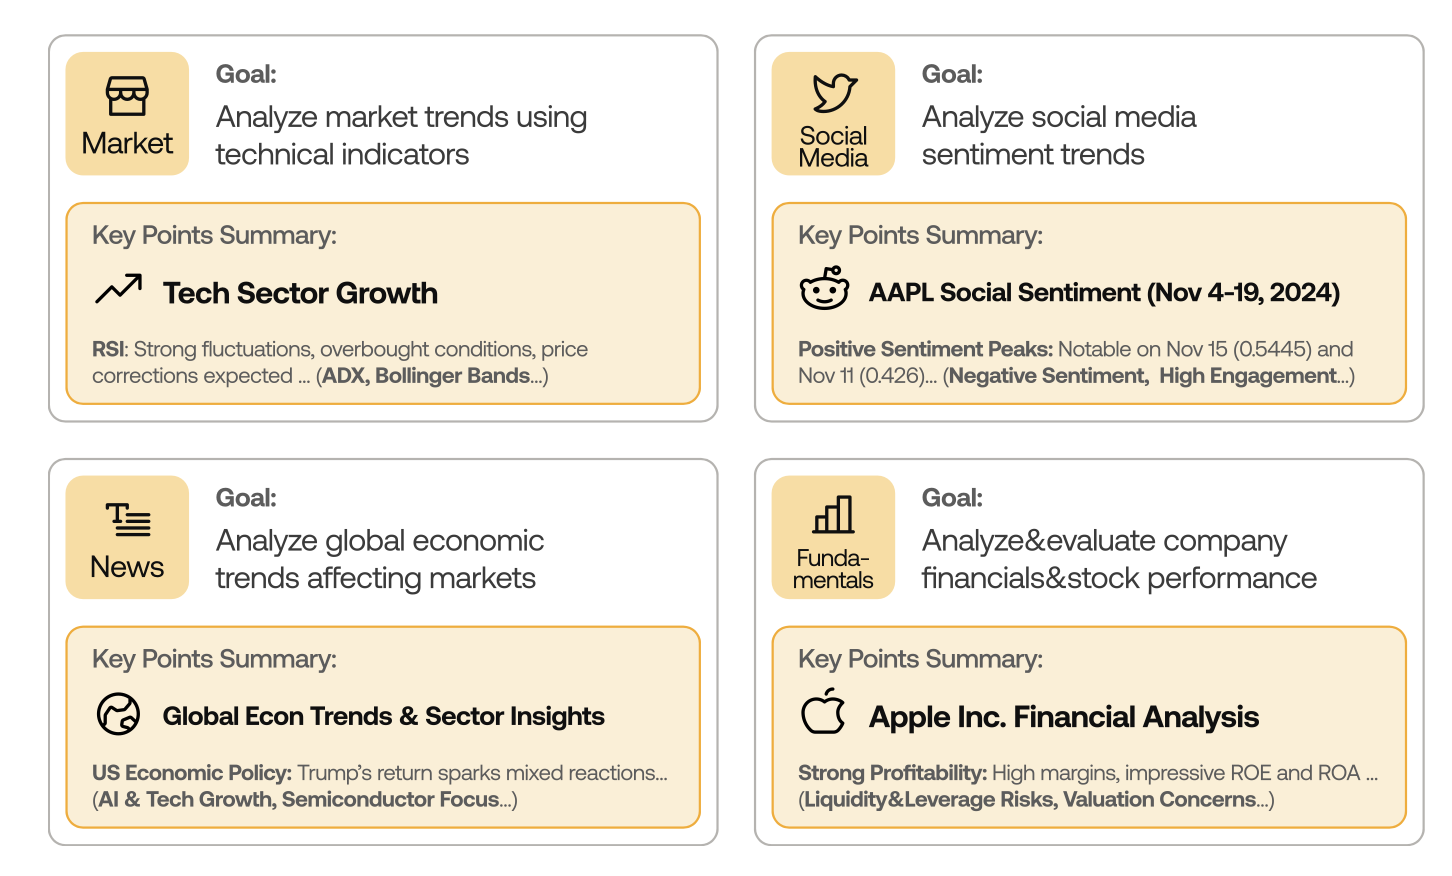 Market
Goal:
Analyze market trends using
technical indicators
Key Points Summary:
Tech Sector Growth
RSI: Strong fluctuations, overbought conditions, price
corrections expected ... (ADX, Bollinger Bands...)
Social
Media
Goal:
Analyze social media
sentiment trends
Key Points Summary:
AAPL Social Sentiment (Nov 4-19, 2024)
Positive Sentiment Peaks: Notable on Nov 15 (0.5445) and
Nov 11 (0.426)... (Negative Sentiment, High Engagement...)
News
Goal:
Analyze global economic
trends affecting markets
Key Points Summary:
Global Econ Trends & Sector Insights
US Economic Policy: Trump’s return sparks mixed reactions...
(AI & Tech Growth, Semiconductor Focus...)
Funda-
mentals
Goal:
Analyze&evaluate company
financials&stock performance
Key Points Summary:
Apple Inc. Financial Analysis
Strong Profitability: High margins, impressive ROE and ROA ...
(Liquidity&Leverage Risks, Valuation Concerns...)